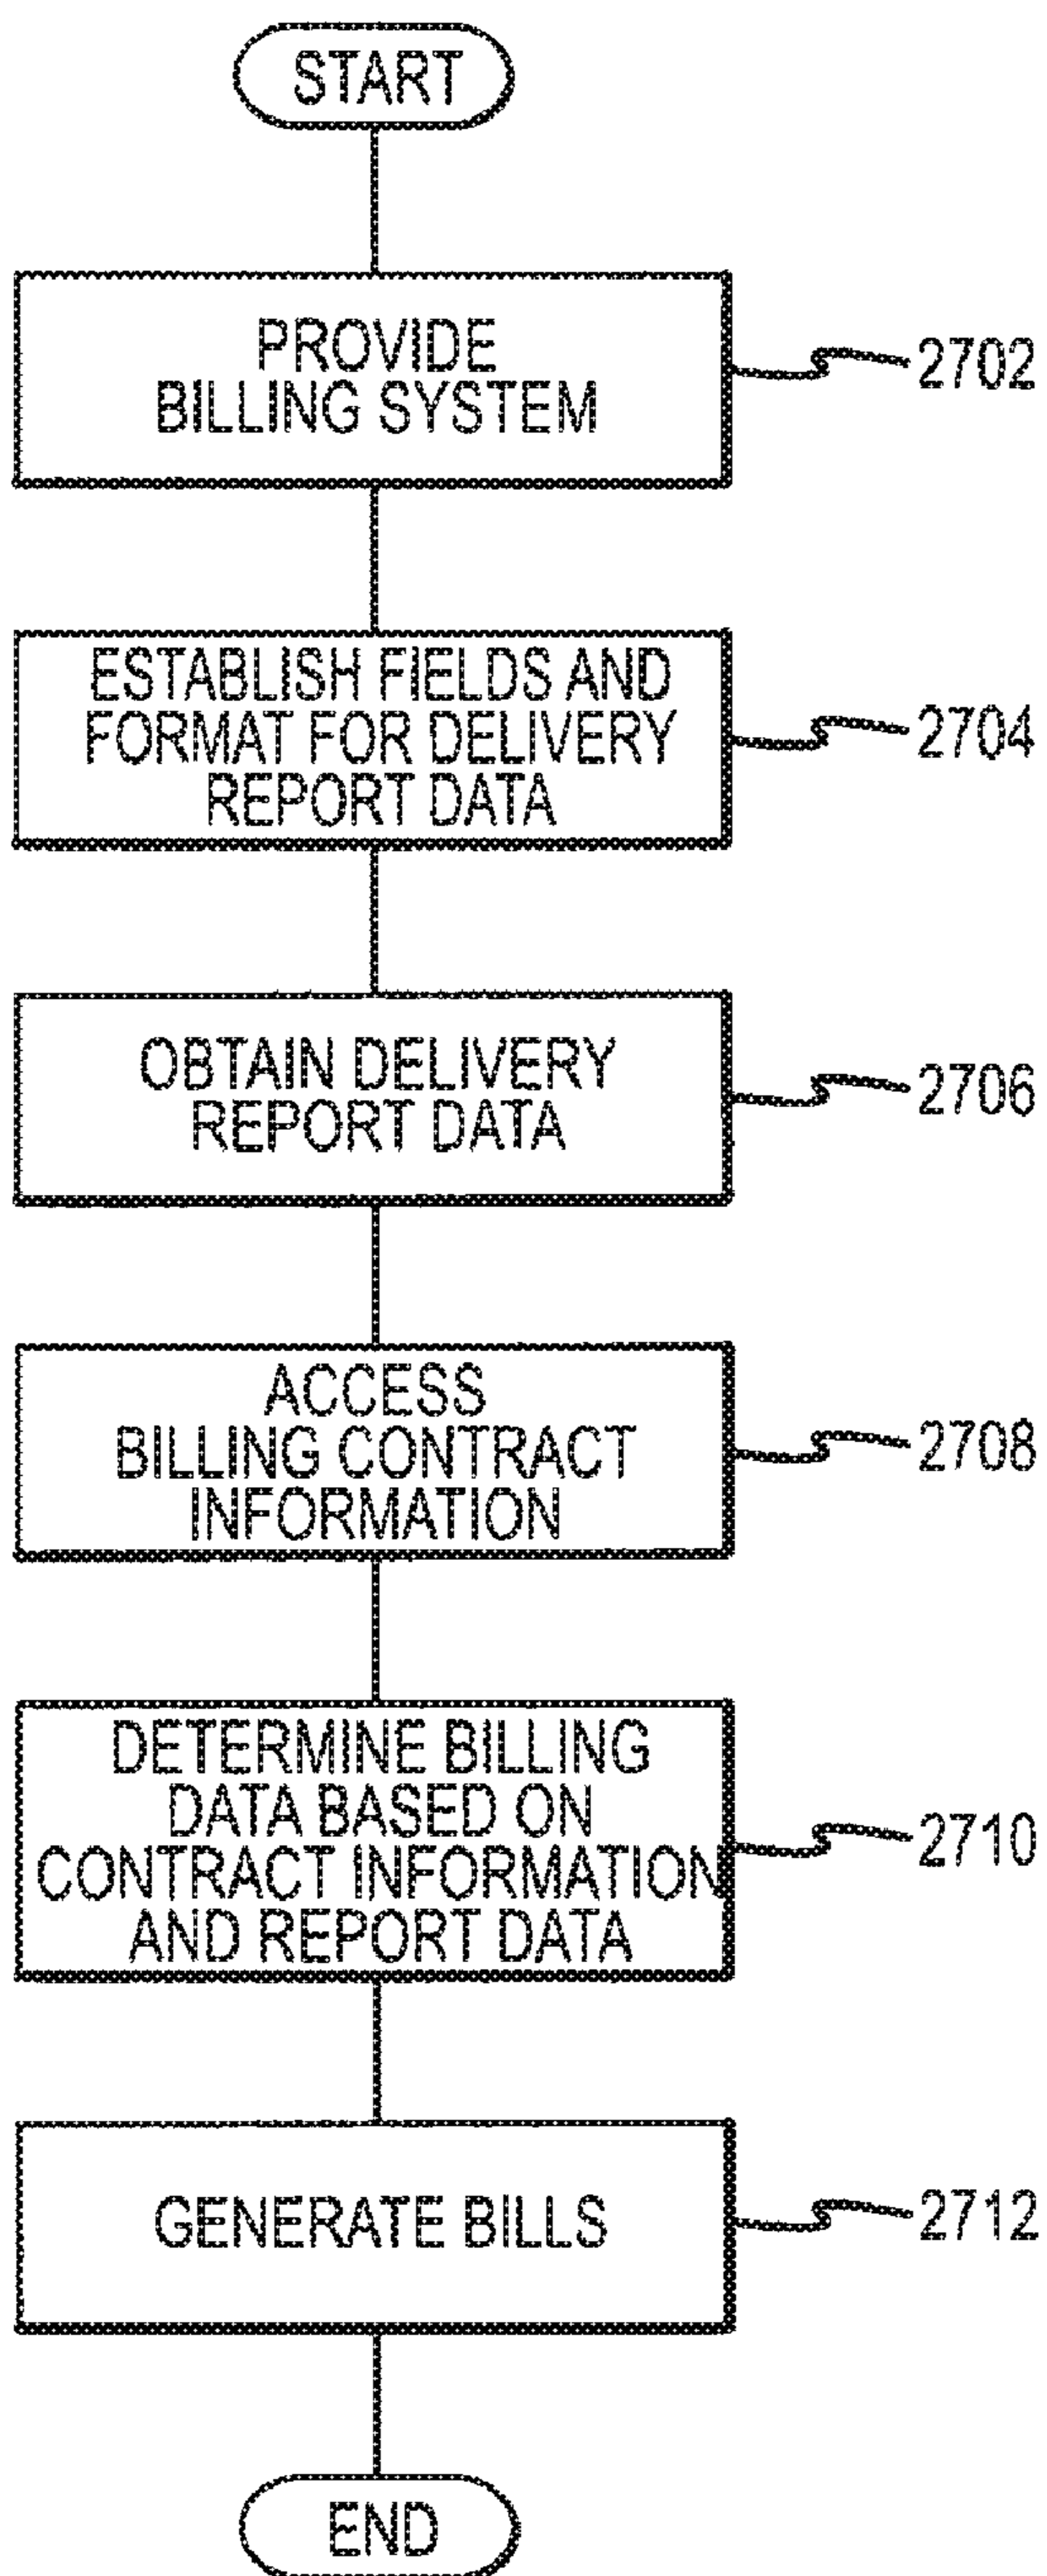 START
PROVIDE
BILLING SYSTEM
2702
ESTABLISH FIELDS AND
FORMAT FOR DELIVERY
REPORT DATA
2704
OBTAIN DELIVERY
REPORT DATA
2706
ACCESS
BILLING CONTRACT
INFORMATION
2708
DETERMINE BILLING
DATA BASED ON
CONTRACT INFORMATION
AND REPORT DATA
2710
GENERATE BILLS
2712
END